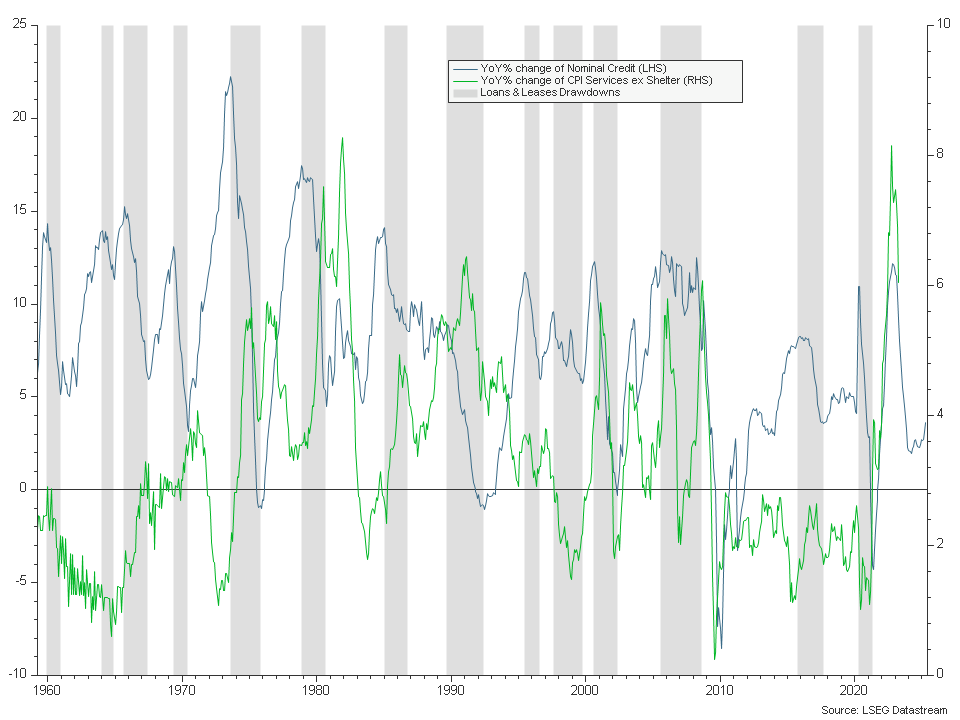 25
20
15
10
5
0
-5
-10
10
8
6
4
2
0
YoY% change of Nominal Credit (LHS)
YoY% change of CPI Services ex Shelter (RHS)
Loans & Leases Drawdowns
1960 1970 1980 1990 2000 2010 2020
Source: LSEG Datastream